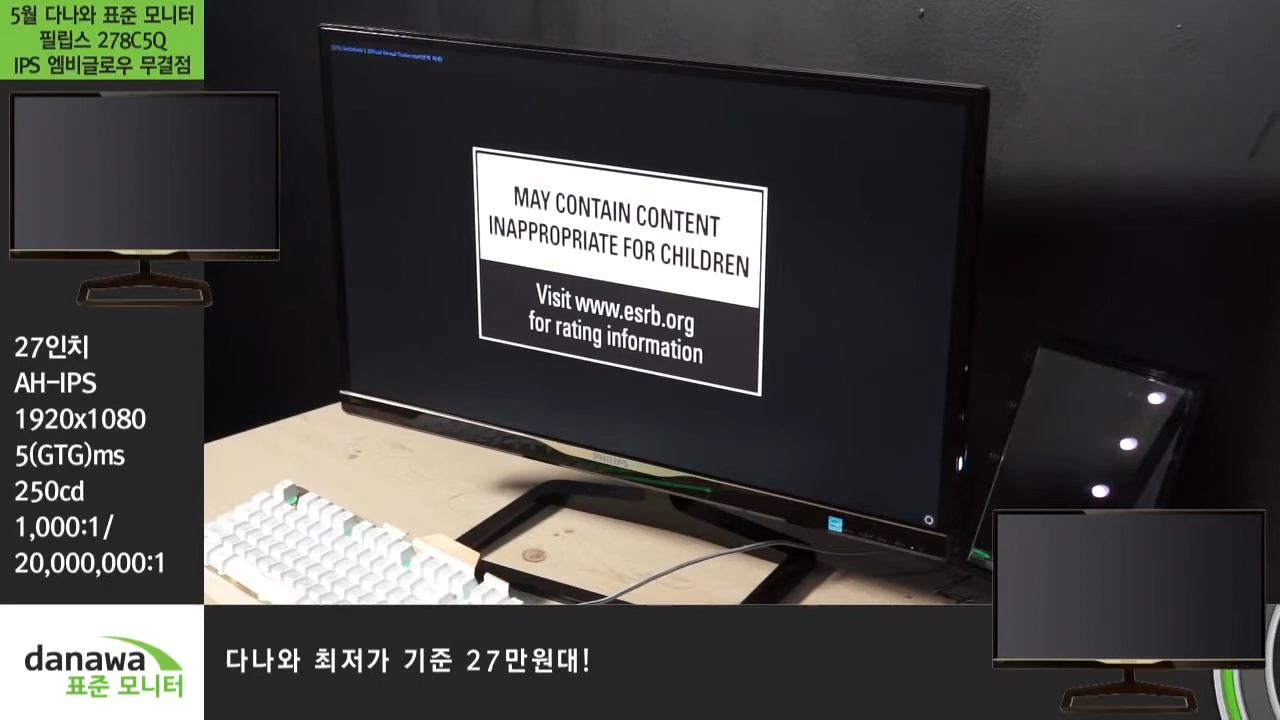 5월 다나와 표준 모니터
필립스 278C5Q
IPS 엠비글로우 무결점
27인치
AH-IPS
1920x1080
5(GTG)ms
250cd
1,000:1/
20,000,000:1
MAY CONTAIN CONTENT
INAPPROPRIATE FOR CHILDREN
Visit www.esrb.org
for rating information
PHILIPS
danawa
표준 모니터
다나와 최저가 기준 27만원대!